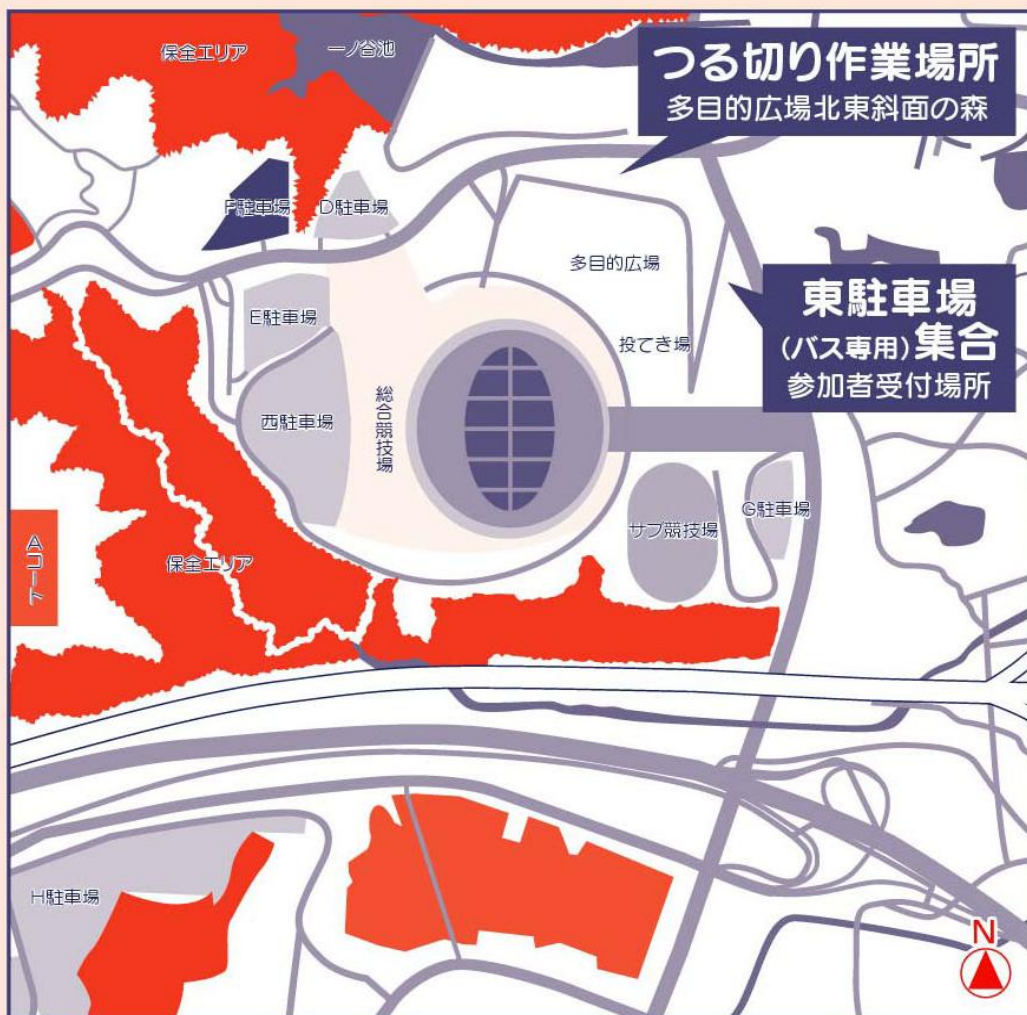 保全エリア
一ノ谷池
つる切り作業場所
多目的広場北東斜面の森
F駐車場
D駐車場
多目的広場
東駐車場
(バス専用)集合
参加者受付場所
E駐車場
投てき場
西駐車場
総合競技場
サブ競技場
G駐車場
Aコート
保全エリア
H駐車場
N